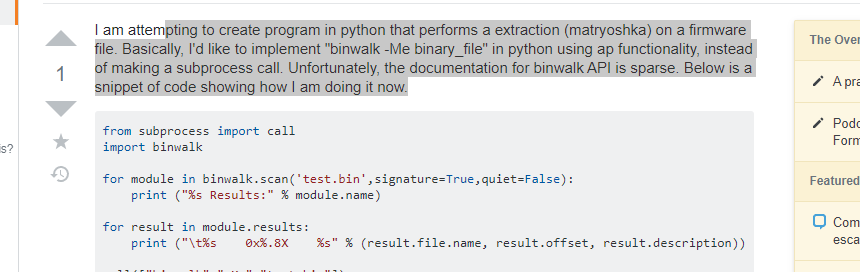 I am attempting to create program in python that performs a extraction (matryoshka) on a firmware
file. Basically, I'd like to implement "binwalk -Me binary_file" in python using ap functionality, instead
of making a subprocess call. Unfortunately, the documentation for binwalk API is sparse. Below is a
snippet of code showing how I am doing it now.
1
from subprocess import call
import binwalk
for module in binwalk.scan('test.bin',signature=True,quiet=False):
print ("%s Results:" % module.name)
for result in module.results:
print ("\t%s    0x%.8X    %s" % (result.file.name, result.offset, result.description))
is?
The Over
A pra
Podc
Form
Featured
Com
esca